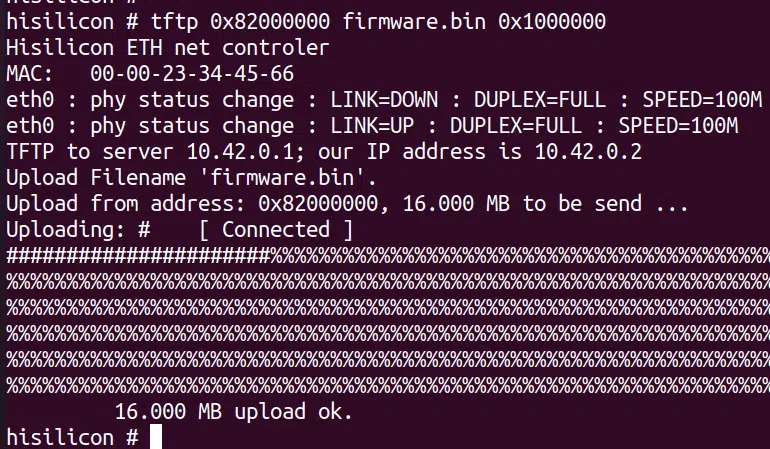 hisilicon #
hisilicon # tftp 0x82000000 firmware.bin 0x1000000
Hisilicon ETH net controler
MAC:   00-00-23-34-45-66
eth0 : phy status change : LINK=DOWN : DUPLEX=FULL : SPEED=100M
eth0 : phy status change : LINK=UP : DUPLEX=FULL : SPEED=100M
TFTP to server 10.42.0.1; our IP address is 10.42.0.2
Upload Filename 'firmware.bin'.
Upload from address: 0x82000000, 16.000 MB to be send ...
Uploading: #    [ Connected ]
######################%%%%%%%%%%%%%%%%%%%%%%%%%%%%%%%%%%%%%%%%%%
%%%%%%%%%%%%%%%%%%%%%%%%%%%%%%%%%%%%%%%%%%%%%%%%%%%%%%%%%%%%%%%%
%%%%%%%%%%%%%%%%%%%%%%%%%%%%%%%%%%%%%%%%%%%%%%%%%%%%%%%%%%%%%%%%
%%%%%%%%%%%%%%%%%%%%%%%%%%%%%%%%%%%%%%%%%%%%%%%%%%%%%%%%%%%%%%%%
%%%%%%%%%%%%%%%%%%%%%%%%%%%%%%%%%%%%%%%%%%%%%%%%%%%%%%%%%%%%%%%%
%%%%%%%%%%%%%%%%%%%%%%%%%%%%%%%%%%%%%%%%%%%%%%%%%%%%%%%%%%%%%%%%
         16.000 MB upload ok.
hisilicon #